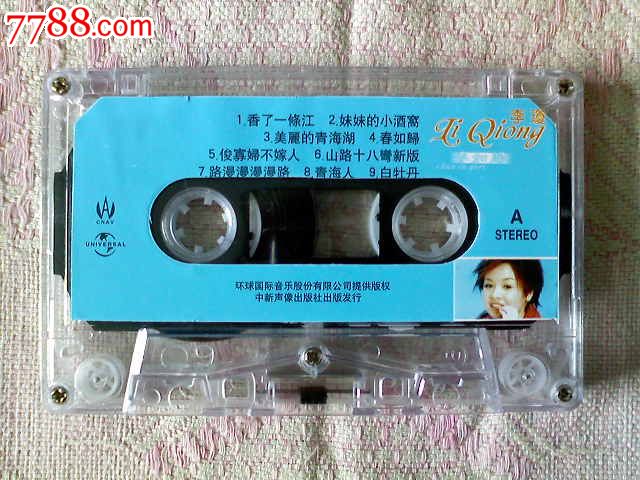 7788.com
1.香了一條江 2.妹妹的小酒窩
3.美麗的青海湖 4.春如歸
5.俊寡婦不嫁人 6.山路十八彎新版
7.路漫漫漫漫路 8.青海人 9.白牡丹
李瓊
Li Qiong
CNAV
UNIVERSAL
A
STEREO
环球国际音乐股份有限公司提供版权
中新声像出版社出版发行